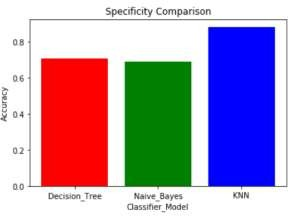 Specificity Comparison
0.8
0.6
0.4
0.2
0.0
Accuracy
Decision_Tree Naive_Bayes KNN
Classifier_Model